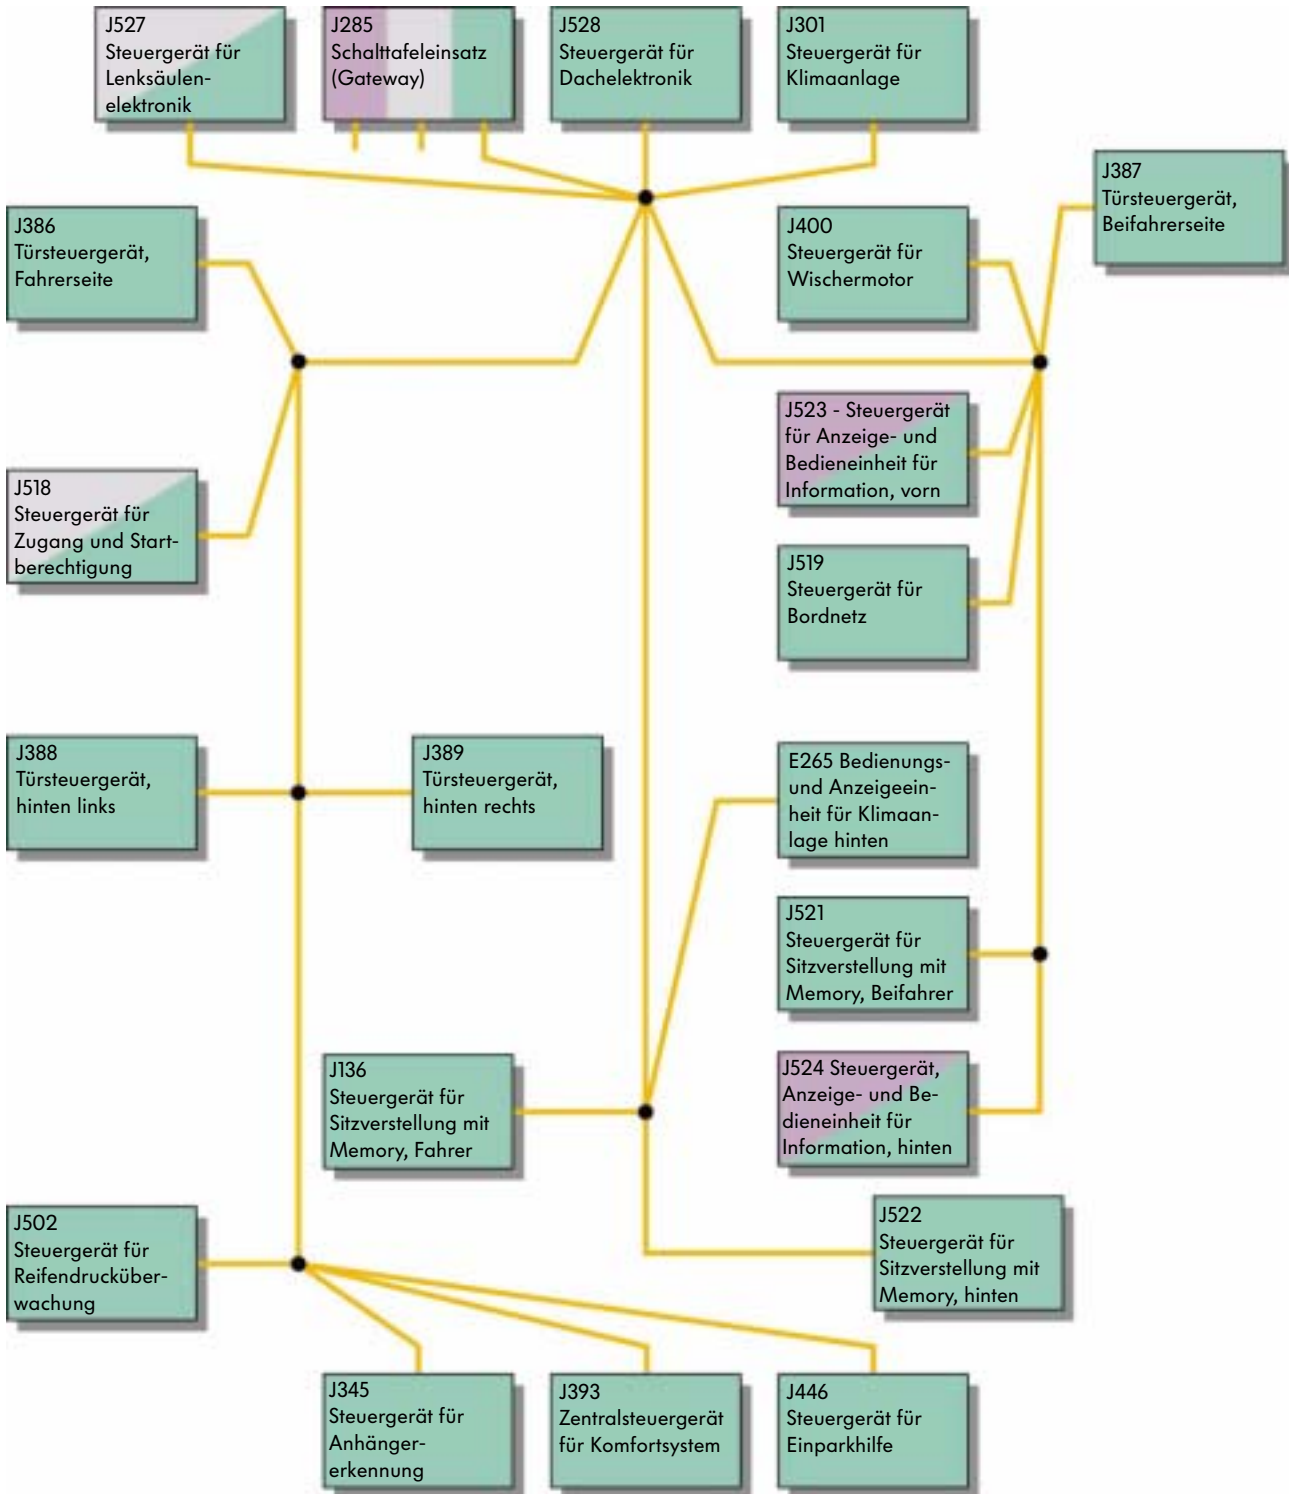 J527
Steuergerät für
Lenksäulen-
elektronik
J285
Schalttafeleinsatz
(Gateway)
J528
Steuergerät für
Dachelektronik
J301
Steuergerät für
Klimaanlage
J387
Türsteuergerät,
Beifahrerseite
J386
Türsteuergerät,
Fahrerseite
J400
Steuergerät für
Wischermotor
J523 - Steuergerät
für Anzeige- und
Bedieneinheit für
Information, vorn
J518
Steuergerät für
Zugang und Start-
berechtigung
J519
Steuergerät für
Bordnetz
J388
Türsteuergerät,
hinten links
J389
Türsteuergerät,
hinten rechts
E265 Bedienungs-
und Anzeigeein-
heit für Klimaan-
lage hinten
J521
Steuergerät für
Sitzverstellung mit
Memory, Beifahrer
J136
Steuergerät für
Sitzverstellung mit
Memory, Fahrer
J524 Steuergerät,
Anzeige- und Be-
dieneinheit für
Information, hinten
J502
Steuergerät für
Reifendrucküber-
wachung
J522
Steuergerät für
Sitzverstellung mit
Memory, hinten
J345
Steuergerät für
Anhänger-
erkennung
J393
Zentralsteuergerät
für Komfortsystem
J446
Steuergerät für
Einparkhilfe